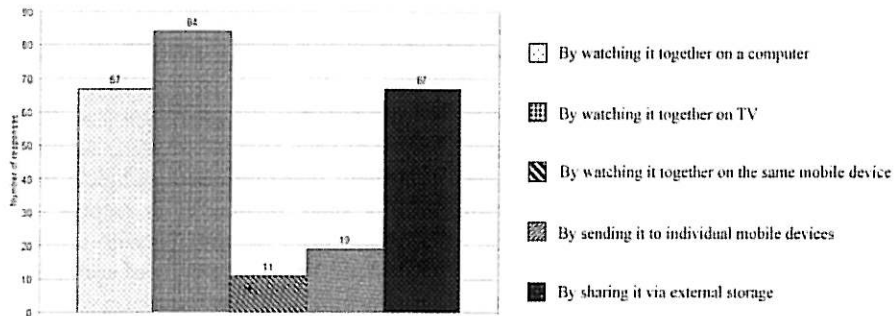 Number of responses
90
80
70
60
50
40
30
20
10
0
67
84
11
19
67
By watching it together on a computer
By watching it together on TV
By watching it together on the same mobile device
By sending it to individual mobile devices
By sharing it via external storage